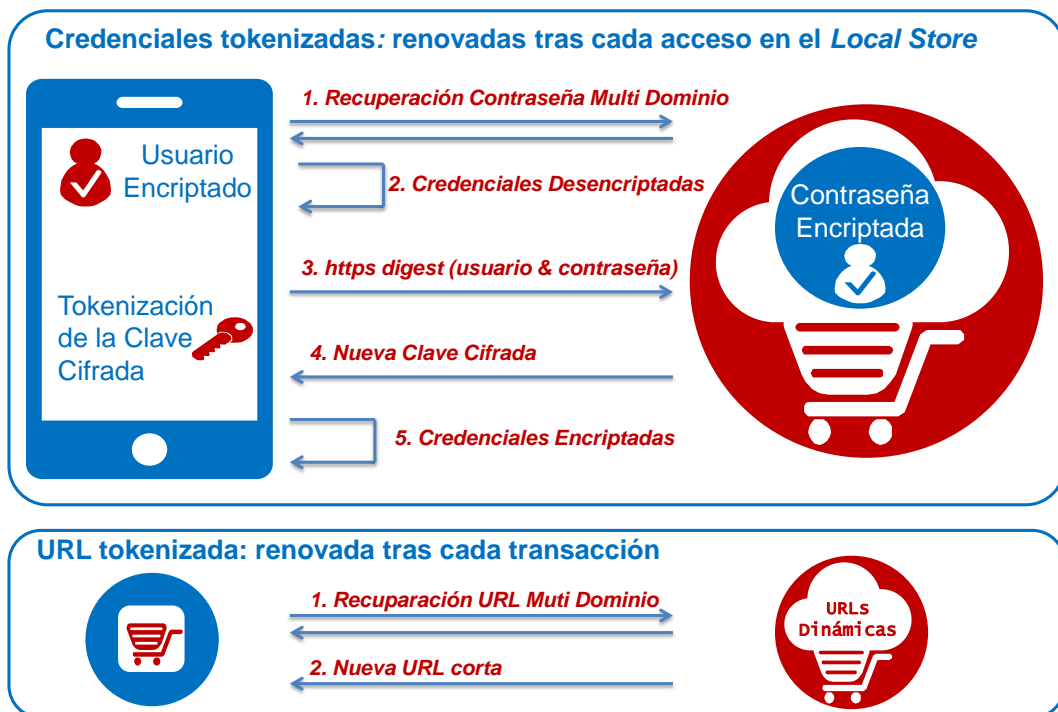 Credenciales tokenizadas: renovadas tras cada acceso en el Local Store
1. Recuperación Contraseña Multi Dominio
Usuario
Encriptado
2. Credenciales Desencriptadas
Contraseña
Encriptada
3. https digest (usuario & contraseña)
Tokenización
de la Clave
Cifrada
4. Nueva Clave Cifrada
5. Credenciales Encriptadas
URL tokenizada: renovada tras cada transacción
1. Recuparación URL Muti Dominio
URLs
Dinámicas
2. Nueva URL corta